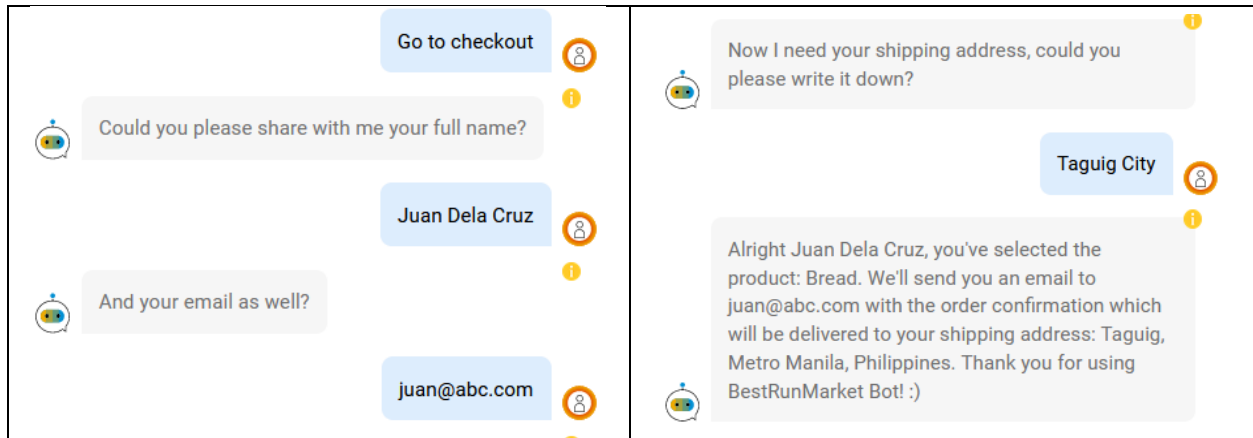 Go to checkout
Could you please share with me your full name?
Juan Dela Cruz
And your email as well?
juan@abc.com
Now I need your shipping address, could you
please write it down?
Taguig City
Alright Juan Dela Cruz, you've selected the
product: Bread. We'll send you an email to
juan@abc.com with the order confirmation which
will be delivered to your shipping address: Taguig,
Metro Manila, Philippines. Thank you for using
BestRunMarket Bot! :)